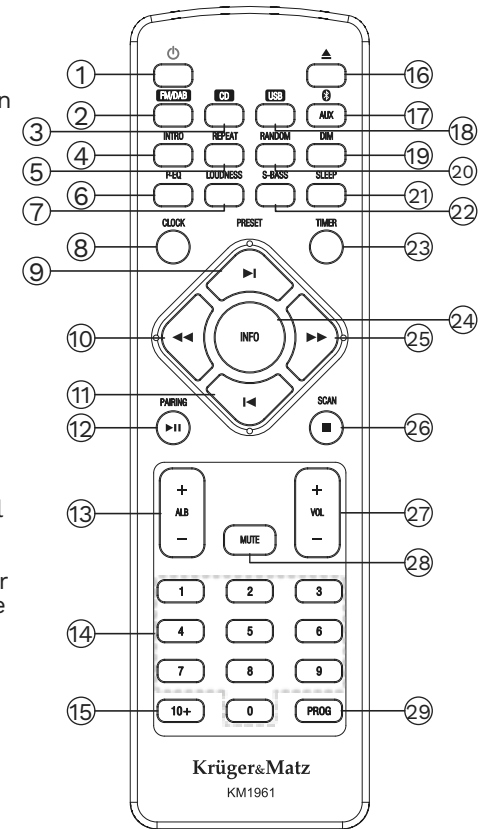 1 16
FM/DAB CD USB
n
2 AUX 17
3 18
INTRO REPEAT RANDOM DIM
4 19
5 20
P-EQ LOUDNESS S-BASS SLEEP
6 21
7 22
CLOCK PRESET TIMER
8 23
9
24
10 INFO 25
11
PAIRING SCAN
12 26
+ +
13 ALB VOL 27
- -
MUTE
28
1 2 3
14 4 5 6
7 8 9
15 10+ 0 PROG 29
r
e
Krüger&Matz
KM1961